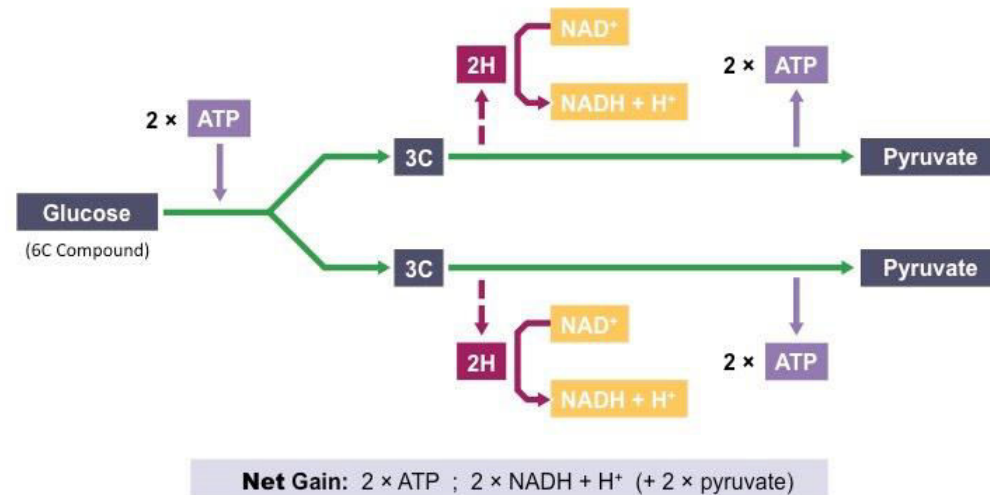 NAD⁺
2H
2 × ATP
NADH + H⁺
2 × ATP
3C
Pyruvate
Glucose
(6C Compound)
3C
Pyruvate
NAD⁺
2H
2 × ATP
NADH + H⁺
Net Gain: 2 × ATP ; 2 × NADH + H⁺ (+ 2 × pyruvate)